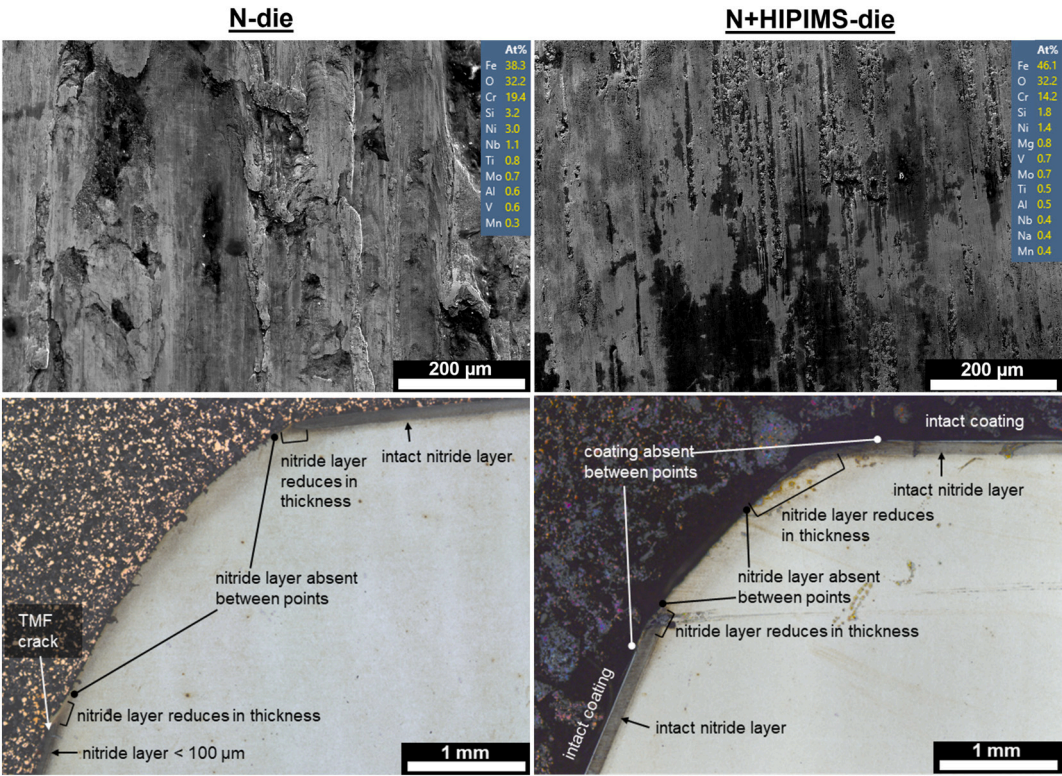 N-die
N+HIPIMS-die
At%
Fe 38.3
O 32.2
Cr 19.4
Si 3.2
Ni 3.0
Nb 1.1
Ti 0.8
Mo 0.7
Al 0.6
V 0.6
Mn 0.3
200 µm
At%
Fe 46.1
O 32.2
Cr 14.2
Si 1.8
Ni 1.4
Mg 0.8
V 0.7
Mo 0.7
Ti 0.5
Al 0.5
Nb 0.4
Na 0.4
Mn 0.4
200 µm
nitride layer
reduces in
thickness
intact nitride layer
nitride layer absent
between points
TMF
crack
nitride layer reduces in thickness
nitride layer < 100 µm
1 mm
intact coating
coating absent
between points
intact nitride layer
nitride layer reduces
in thickness
nitride layer absent
between points
nitride layer reduces in thickness
intact coating
intact nitride layer
1 mm